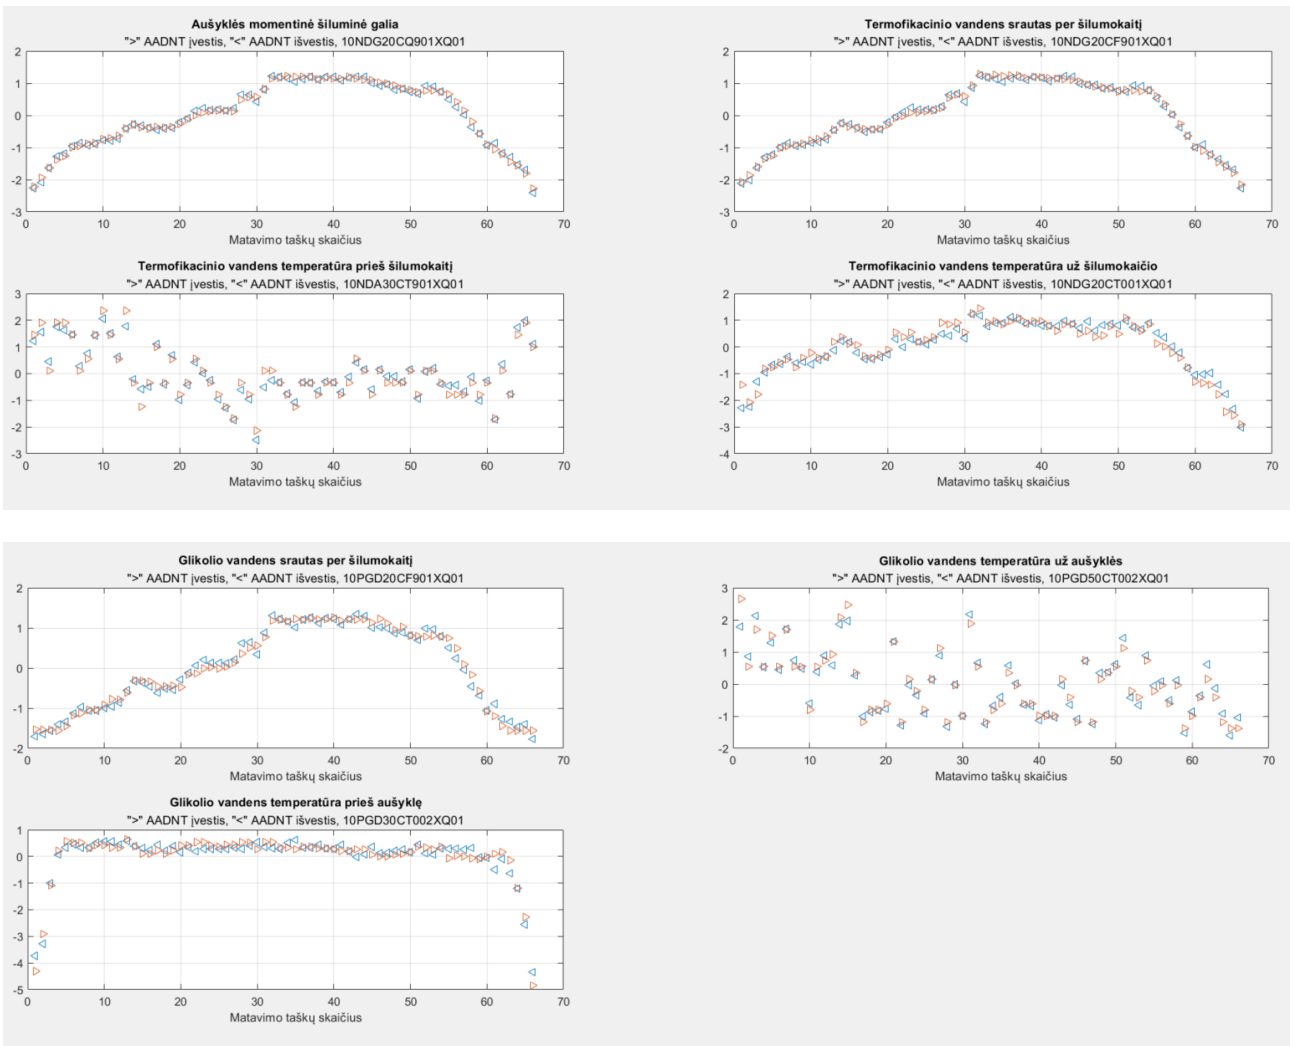 Aušyklės momentinė šiluminė galia
">" AADNT įvestis, "<" AADNT išvestis, 10NDG20CQ901XQ01
2
1
0
-1
-2
-3
0 10 20 30 40 50 60 70
Matavimo taškų skaičius
Termofikacinio vandens srautas per šilumokaitį
">" AADNT įvestis, "<" AADNT išvestis, 10NDG20CF901XQ01
2
1
0
-1
-2
-3
0 10 20 30 40 50 60 70
Matavimo taškų skaičius
Termofikacinio vandens temperatūra prieš šilumokaitį
">" AADNT įvestis, "<" AADNT išvestis, 10NDA30CT901XQ01
3
2
1
0
-1
-2
-3
0 10 20 30 40 50 60 70
Matavimo taškų skaičius
Termofikacinio vandens temperatūra už šilumokaičio
">" AADNT įvestis, "<" AADNT išvestis, 10NDG20CT001XQ01
2
1
0
-1
-2
-3
-4
0 10 20 30 40 50 60 70
Matavimo taškų skaičius
Glikolio vandens srautas per šilumokaitį
">" AADNT įvestis, "<" AADNT išvestis, 10PGD20CF901XQ01
2
1
0
-1
-2
0 10 20 30 40 50 60 70
Matavimo taškų skaičius
Glikolio vandens temperatūra už aušyklės
">" AADNT įvestis, "<" AADNT išvestis, 10PGD50CT002XQ01
3
2
1
0
-1
-2
0 10 20 30 40 50 60 70
Matavimo taškų skaičius
Glikolio vandens temperatūra prieš aušyklę
">" AADNT įvestis, "<" AADNT išvestis, 10PGD30CT002XQ01
1
0
-1
-2
-3
-4
-5
0 10 20 30 40 50 60 70
Matavimo taškų skaičius